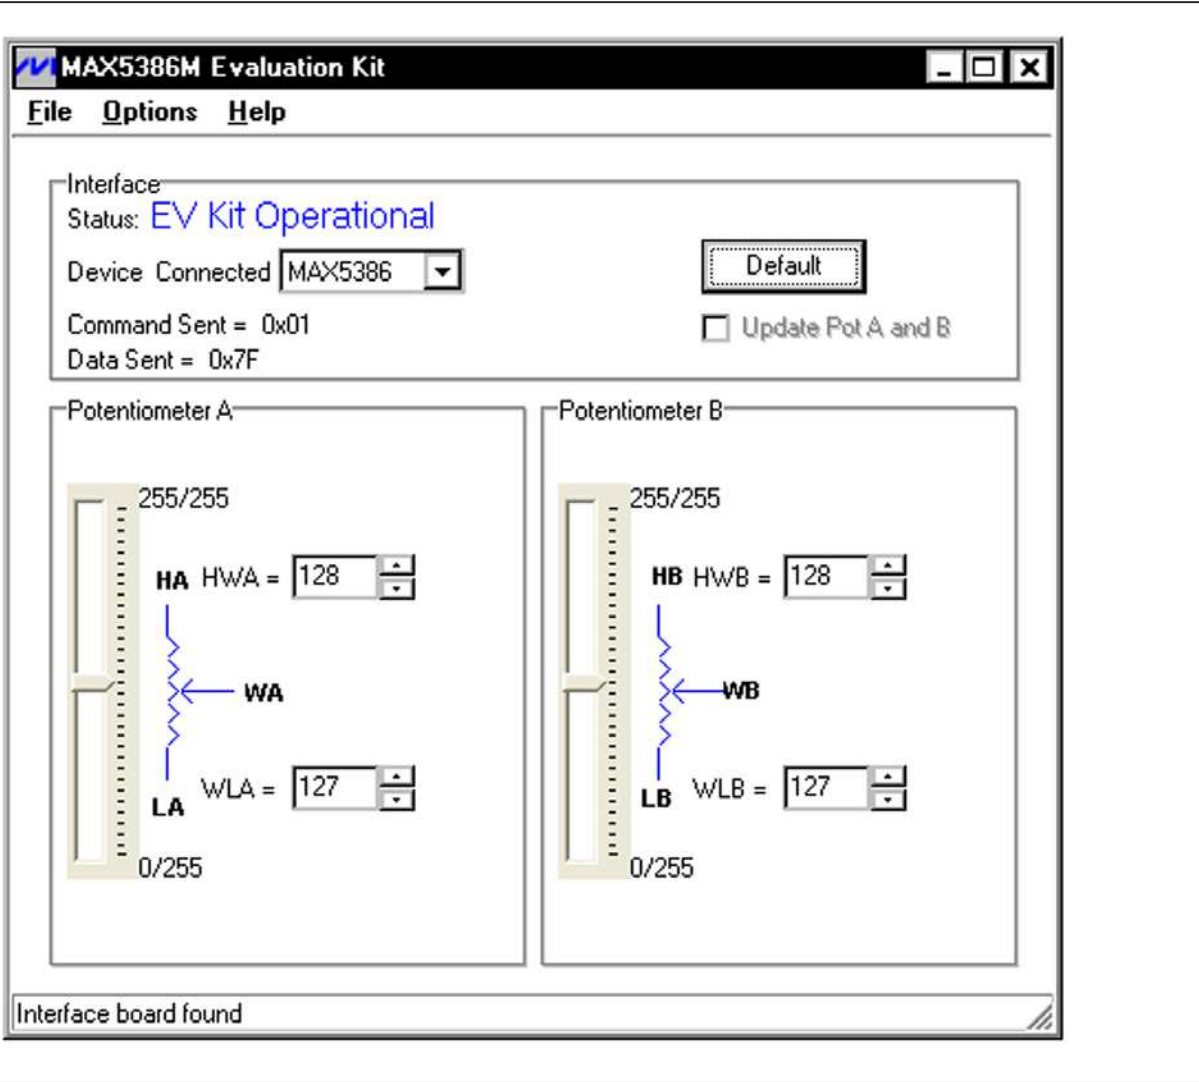 MAX5386M Evaluation Kit
File Options Help
Interface
Status: EV Kit Operational
Device Connected MAX5386
Default
Command Sent = 0x01
Update Pot A and B
Data Sent = 0x7F
Potentiometer A
255/255
HA HWA = 128
WA
WLA = 127
LA
0/255
Potentiometer B
255/255
HB HWB = 128
WB
WLB = 127
LB
0/255
Interface board found